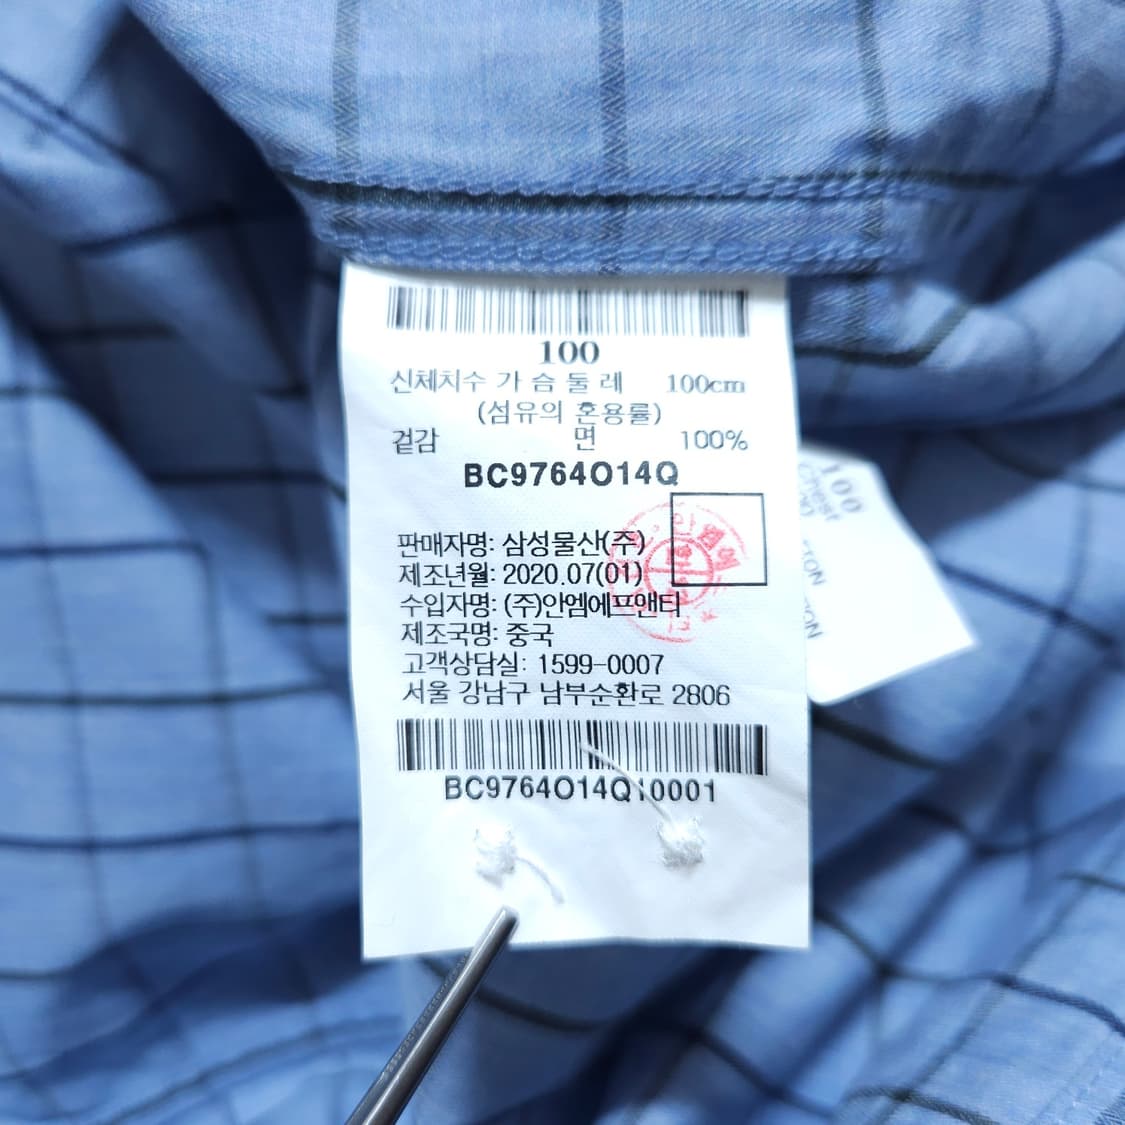 100
신체치수 가 슴 둘 레 100cm
(섬유의 혼용률)
겉감 면 100%
BC9764O14Q
판매자명: 삼성물산(주)
제조년월: 2020.07(01)
수입자명: (주)안엠에프앤티
제조국명: 중국
고객상담실: 1599-0007
서울 강남구 남부순환로 2806
BC9764O14Q10001
100
Chest